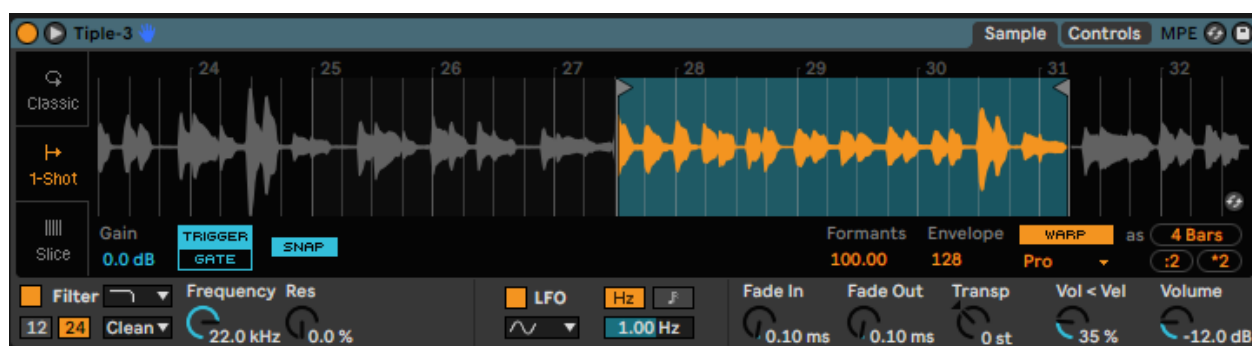 Tiple-3 Sample Controls MPE
24 25 26 27 28 29 30 31 32
Classic
1-Shot
Slice
Gain TRIGGER SNAP Formants Envelope WARP as 4 Bars
0.0 dB GATE 100.00 128 Pro :2 *2
Filter Frequency Res LFO Hz Fade In Fade Out Transp Vol < Vel Volume
12 24 Clean 22.0 kHz 0.0 % 1.00 Hz 0.10 ms 0.10 ms 0 st 35 % -12.0 dB